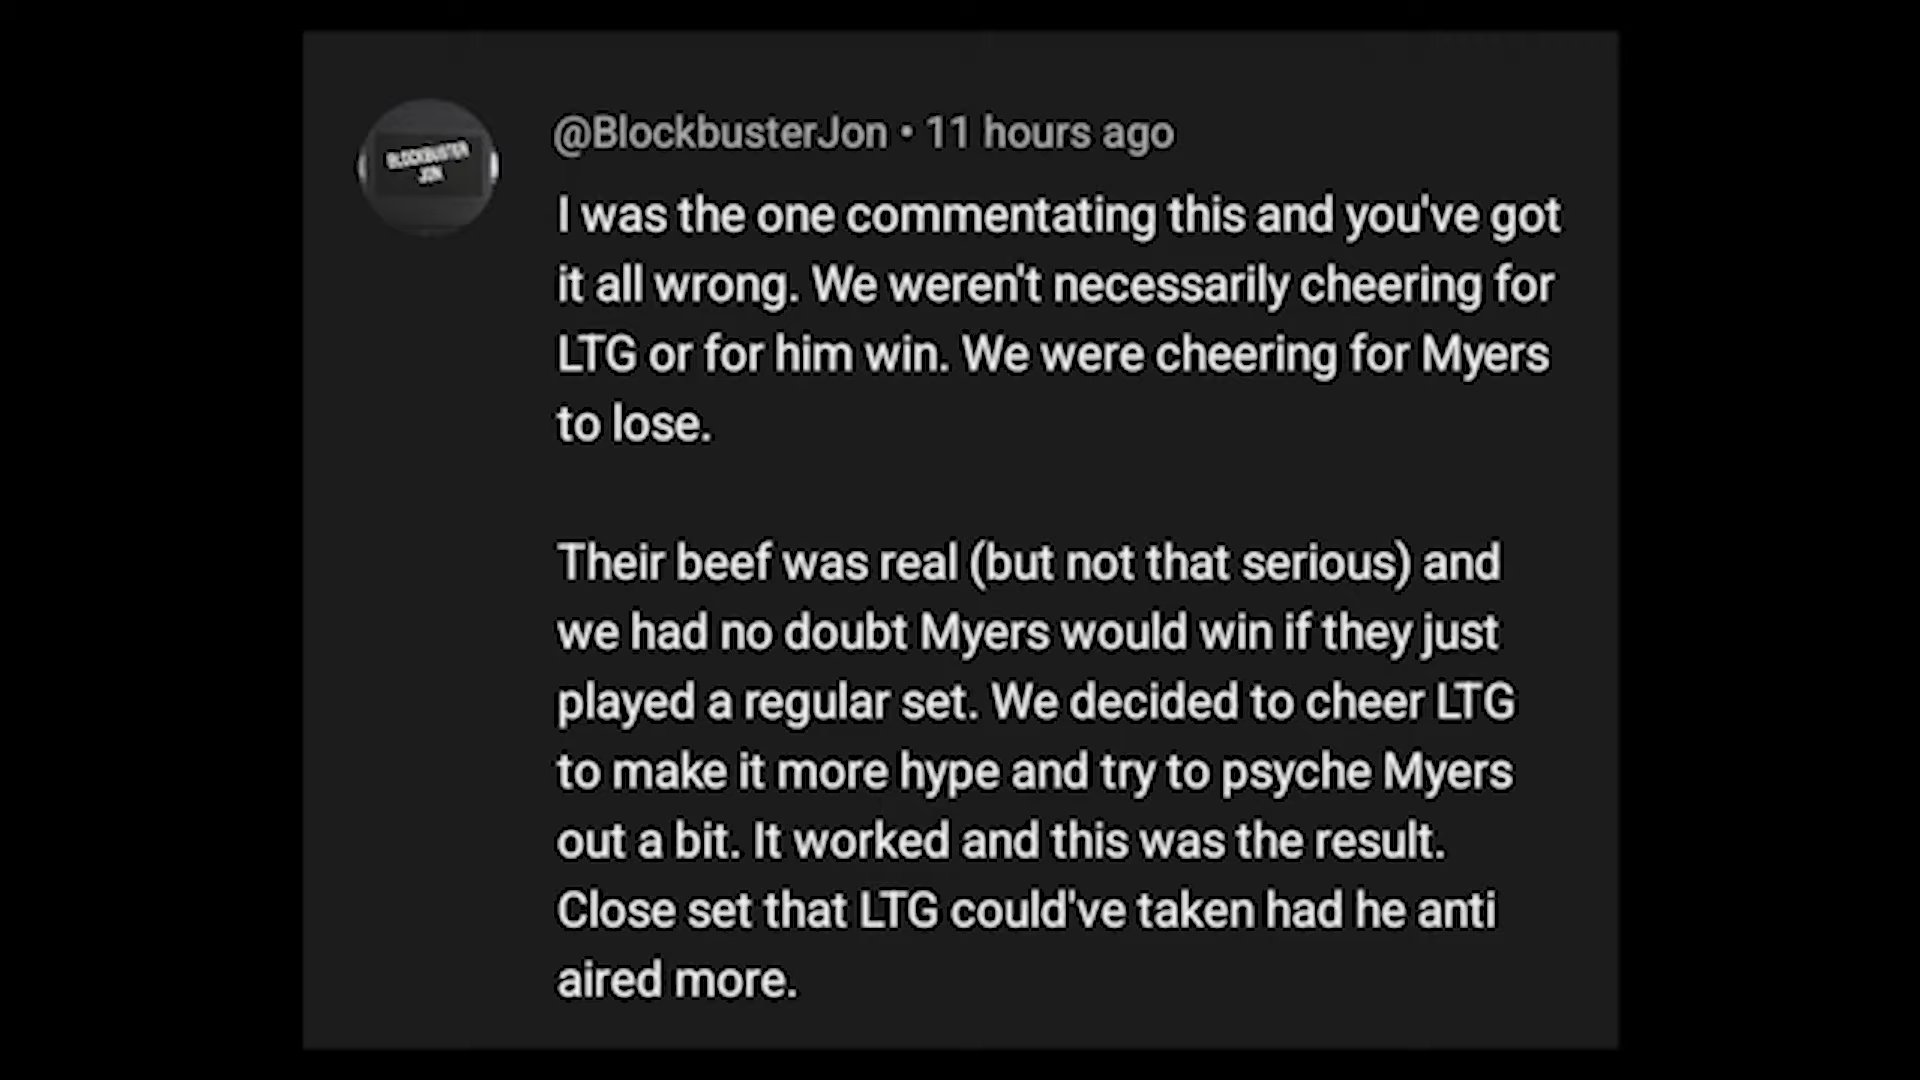 BLOCKBUSTER
JON
@BlockbusterJon • 11 hours ago
I was the one commentating this and you've got
it all wrong. We weren't necessarily cheering for
LTG or for him win. We were cheering for Myers
to lose.
Their beef was real (but not that serious) and
we had no doubt Myers would win if they just
played a regular set. We decided to cheer LTG
to make it more hype and try to psyche Myers
out a bit. It worked and this was the result.
Close set that LTG could've taken had he anti
aired more.